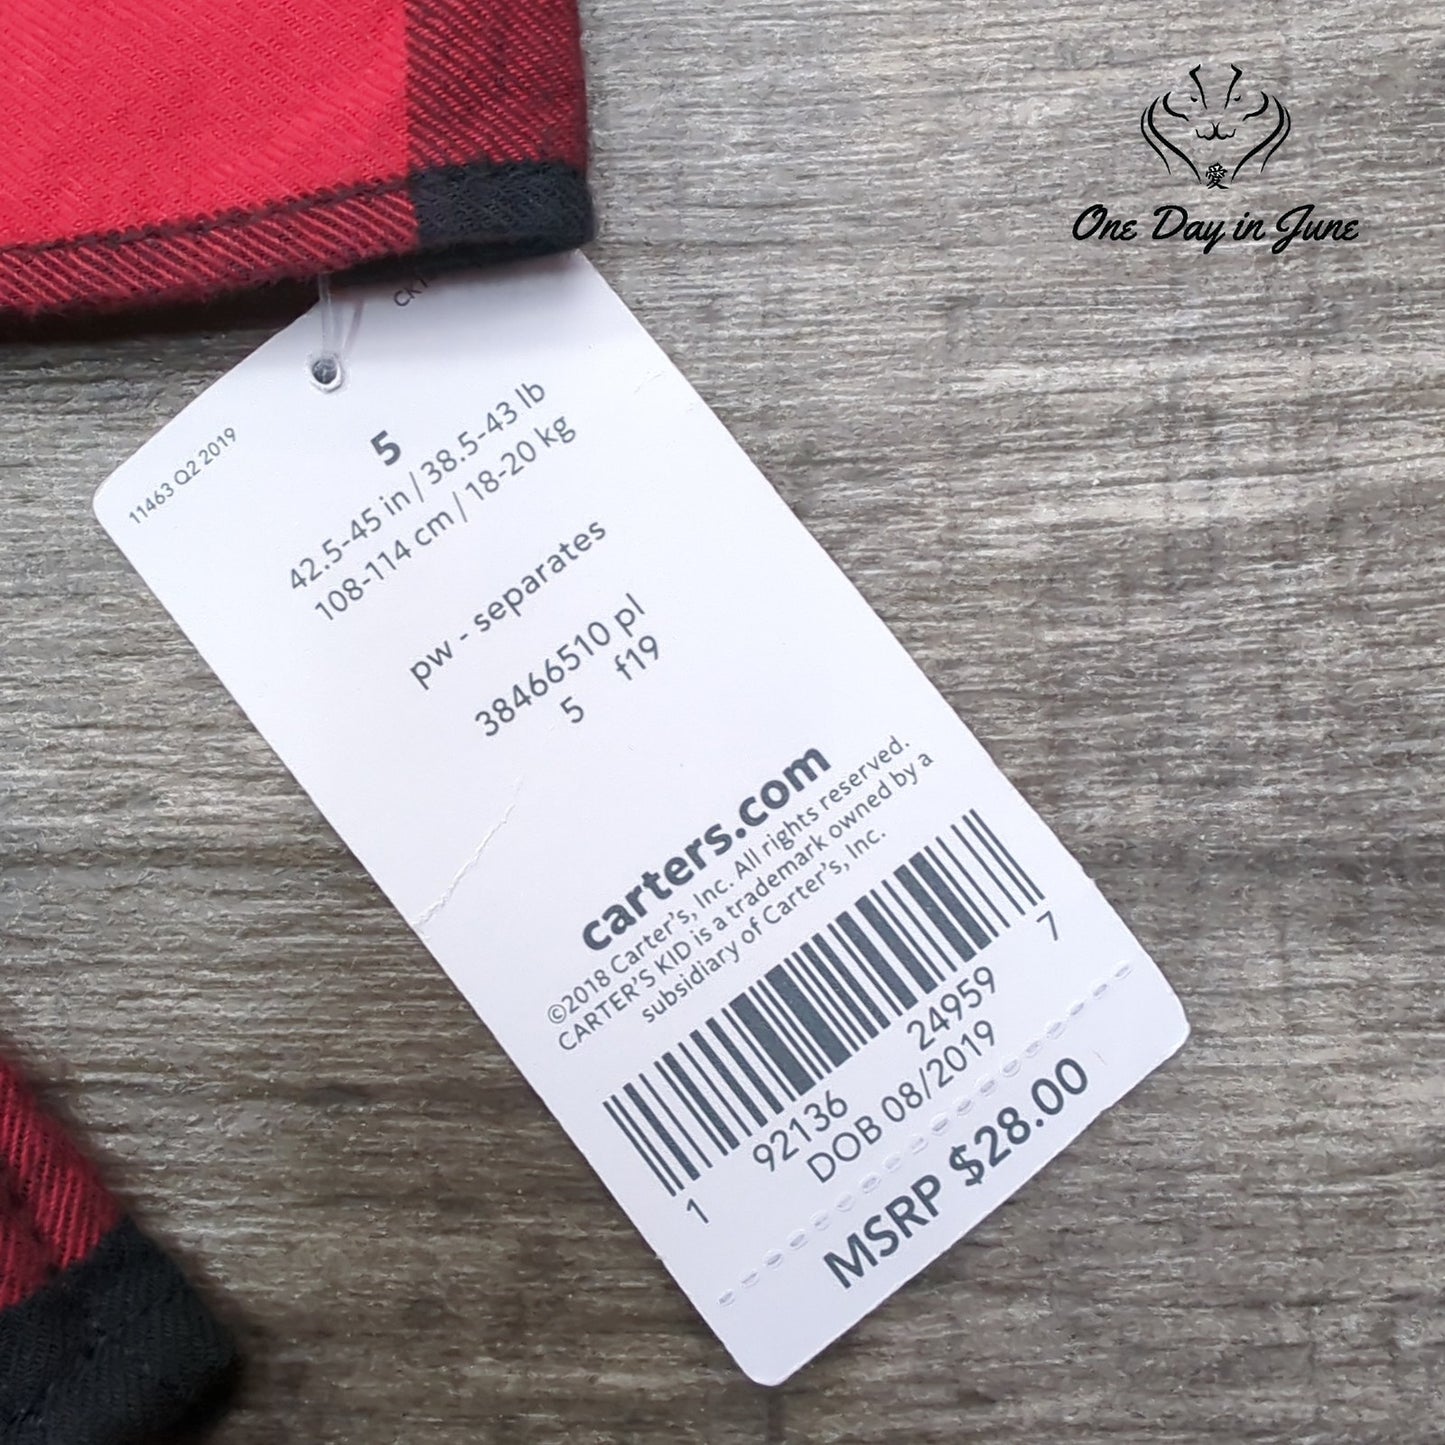 愛
One Day in June
CK1
11463 Q2 2019
5
42.5-45 in / 38.5-43 lb
108-114 cm / 18-20 kg
pw - separates
38466510 pl
5 f19
carters.com
©2018 Carter's, Inc. All rights reserved.
CARTER'S KID is a trademark owned by a
subsidiary of Carter's, Inc.
1 92136 24959 7
DOB 08/2019
MSRP $28.00